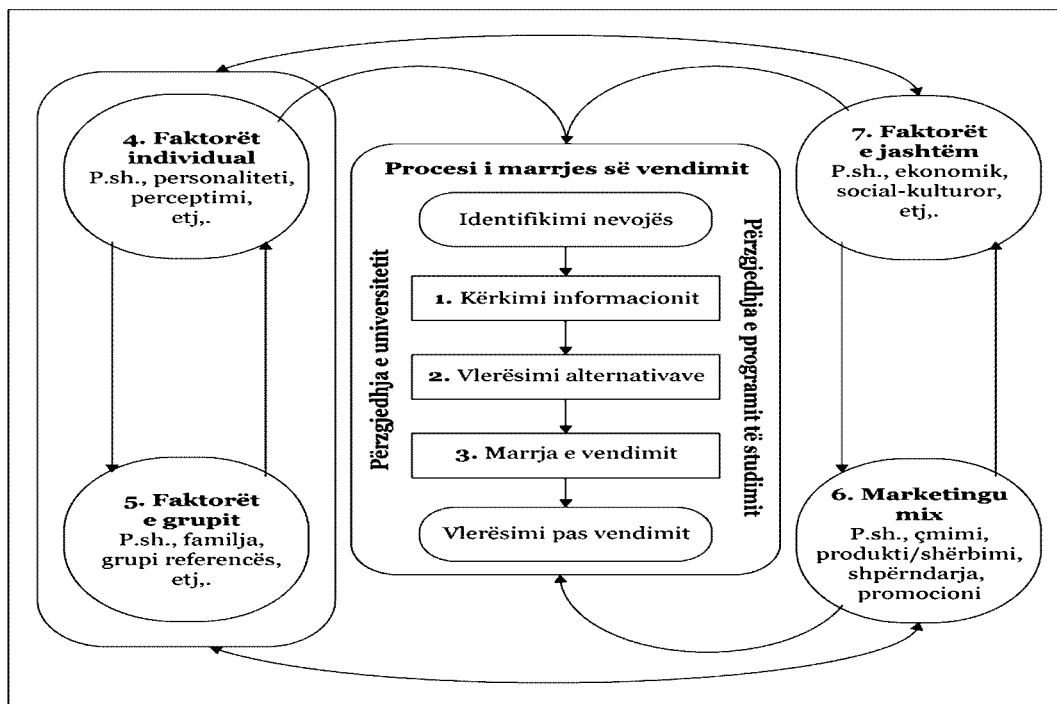 4. Faktorët
individual
P.sh., personaliteti,
perceptimi,
etj,.
5. Faktorët
e grupit
P.sh., familja,
grupi referencës,
etj,.
Procesi i marrjes së vendimit
Përzgjedhja e universitetit
Identifikimi nevojës
1. Kërkimi informacionit
2. Vlerësimi alternativave
3. Marrja e vendimit
Vlerësimi pas vendimit
Përzgjedhja e programit të studimit
7. Faktorët
e jashtëm
P.sh., ekonomik,
social-kulturor,
etj,.
6. Marketingu
mix
P.sh., çmimi,
produkti/shërbimi,
shpërndarja,
promocioni